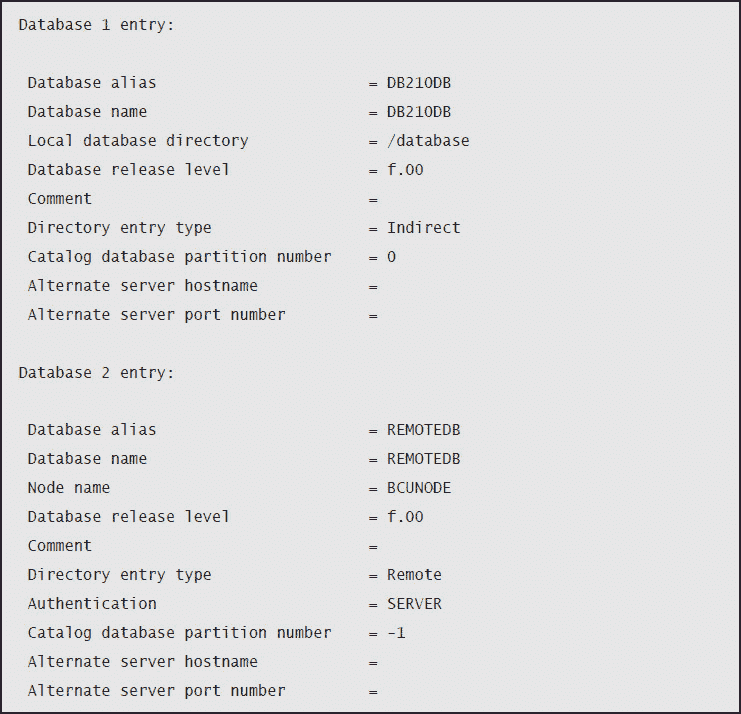 Database 1 entry:
Database alias = DB21ODB
Database name = DB21ODB
Local database directory = /database
Database release level = f.00
Comment =
Directory entry type = Indirect
Catalog database partition number = 0
Alternate server hostname =
Alternate server port number =
Database 2 entry:
Database alias = REMOTEDB
Database name = REMOTEDB
Node name = BCUNODE
Database release level = f.00
Comment =
Directory entry type = Remote
Authentication = SERVER
Catalog database partition number = -1
Alternate server hostname =
Alternate server port number =